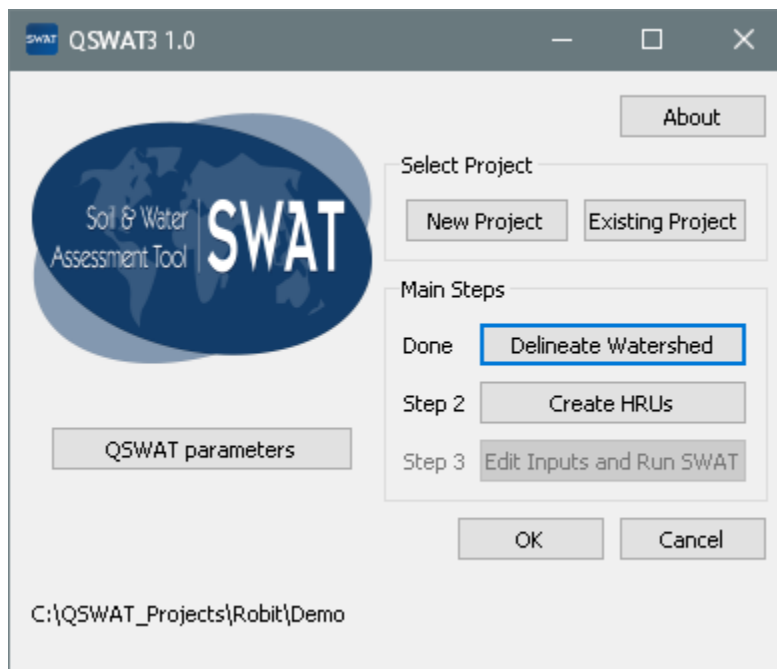 SWAT QSWAT3 1.0
About
Select Project
New Project Existing Project
Soil & Water
Assessment Tool SWAT
Main Steps
Done Delineate Watershed
Step 2 Create HRUs
QSWAT parameters
Step 3 Edit Inputs and Run SWAT
OK Cancel
C:\QSWAT_Projects\Robit\Demo